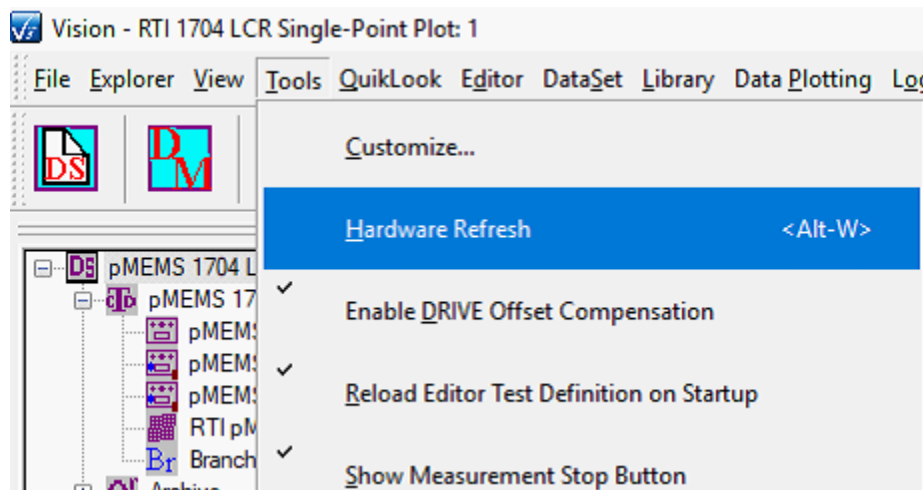 Vision - RTI 1704 LCR Single-Point Plot: 1
File Explorer View Tools QuikLook Editor DataSet Library Data Plotting
DS
DM
Customize...
Hardware Refresh <Alt-W>
Enable DRIVE Offset Compensation
Reload Editor Test Definition on Startup
Show Measurement Stop Button
DS pMEMS 1704 L
CTD pMEMS 17
pMEMS
pMEMS
pMEMS
RTI pM
Br Branch
Archive